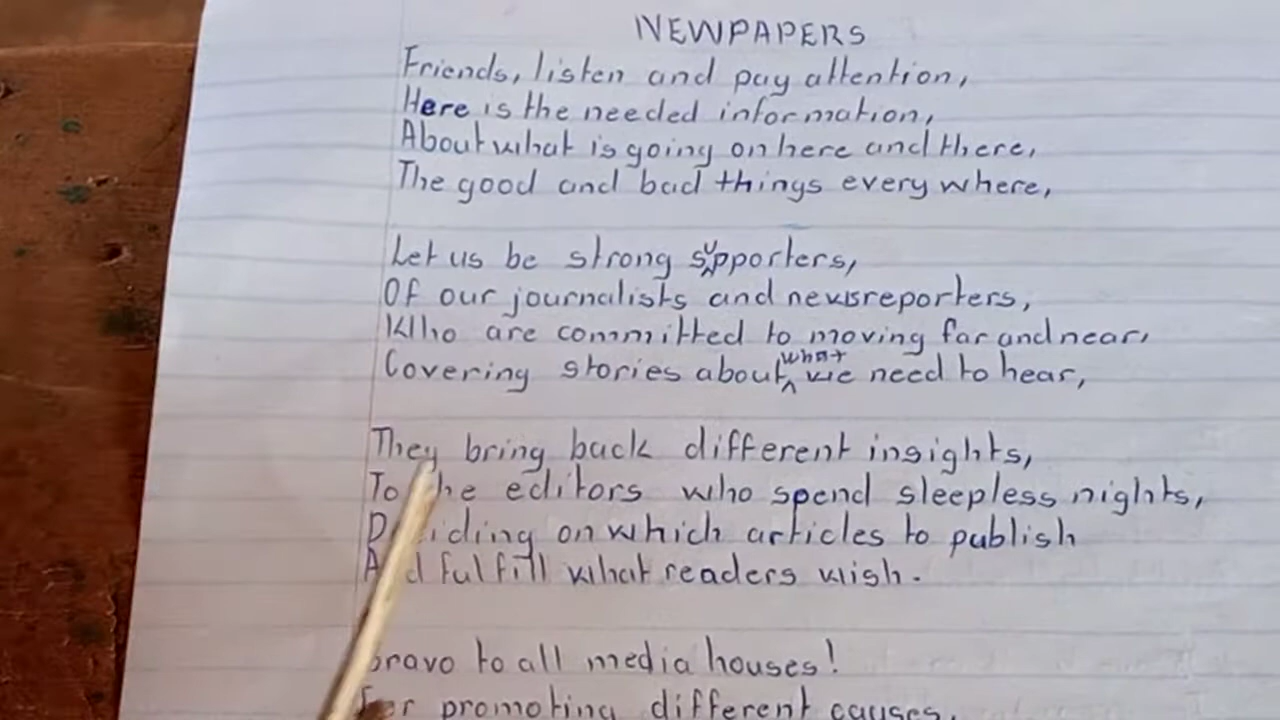 NEWPAPERS
Friends, listen and pay attention,
Here is the needed information,
About what is going on here and there,
The good and bad things every where,
Let us be strong supporters,
Of our journalists and newsreporters,
Who are committed to moving far and near,
Covering stories about what we need to hear,
They bring back different insights,
To the editors who spend sleepless nights,
Deciding on which articles to publish
And fulfill what readers wish.
Bravo to all media houses!
For promoting different causes,